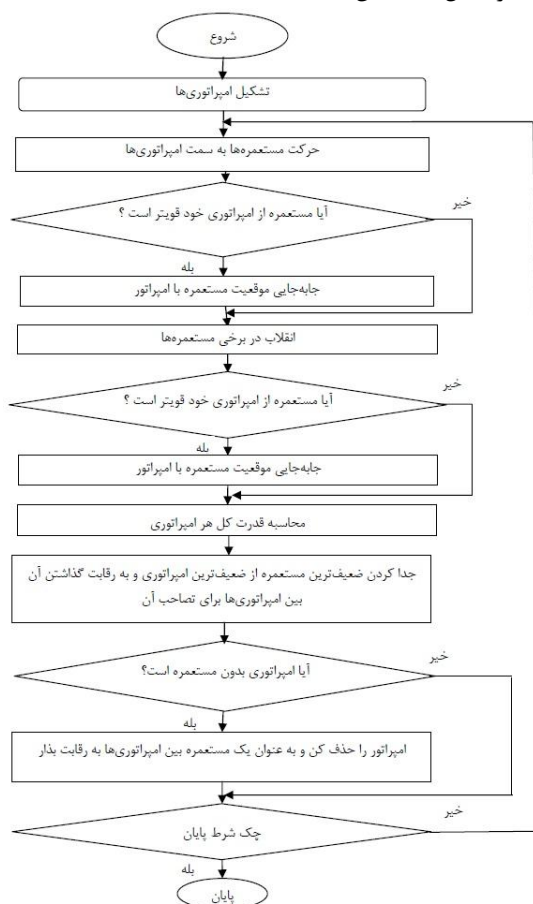 شروع
تشکیل امپراتوری‌ها
حرکت مستعمره‌ها به سمت امپراتوری‌ها
آیا مستعمره از امپراتوری خود قویتر است ؟
خیر
بله
جابه‌جایی موقعیت مستعمره با امپراتور
انقلاب در برخی مستعمره‌ها
آیا مستعمره از امپراتوری خود قویتر است ؟
خیر
بله
جابه‌جایی موقعیت مستعمره با امپراتور
محاسبه قدرت کل هر امپراتوری
جدا کردن ضعیف‌ترین مستعمره از ضعیف‌ترین امپراتوری و به رقابت گذاشتن آن
بین امپراتوری‌ها برای تصاحب آن
آیا امپراتوری بدون مستعمره است؟
خیر
بله
امپراتور را حذف کن و به عنوان یک مستعمره بین امپراتوری‌ها به رقابت بذار
چک شرط پایان
خیر
بله
پایان